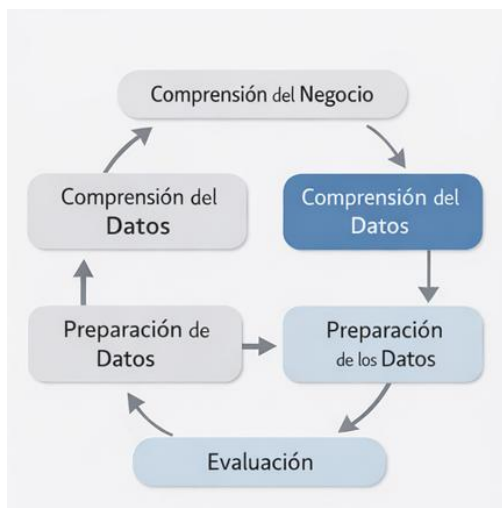 Comprensión del Negocio
Comprensión del
Datos
Comprensión del
Datos
Preparación de
Datos
Preparación
de los Datos
Evaluación